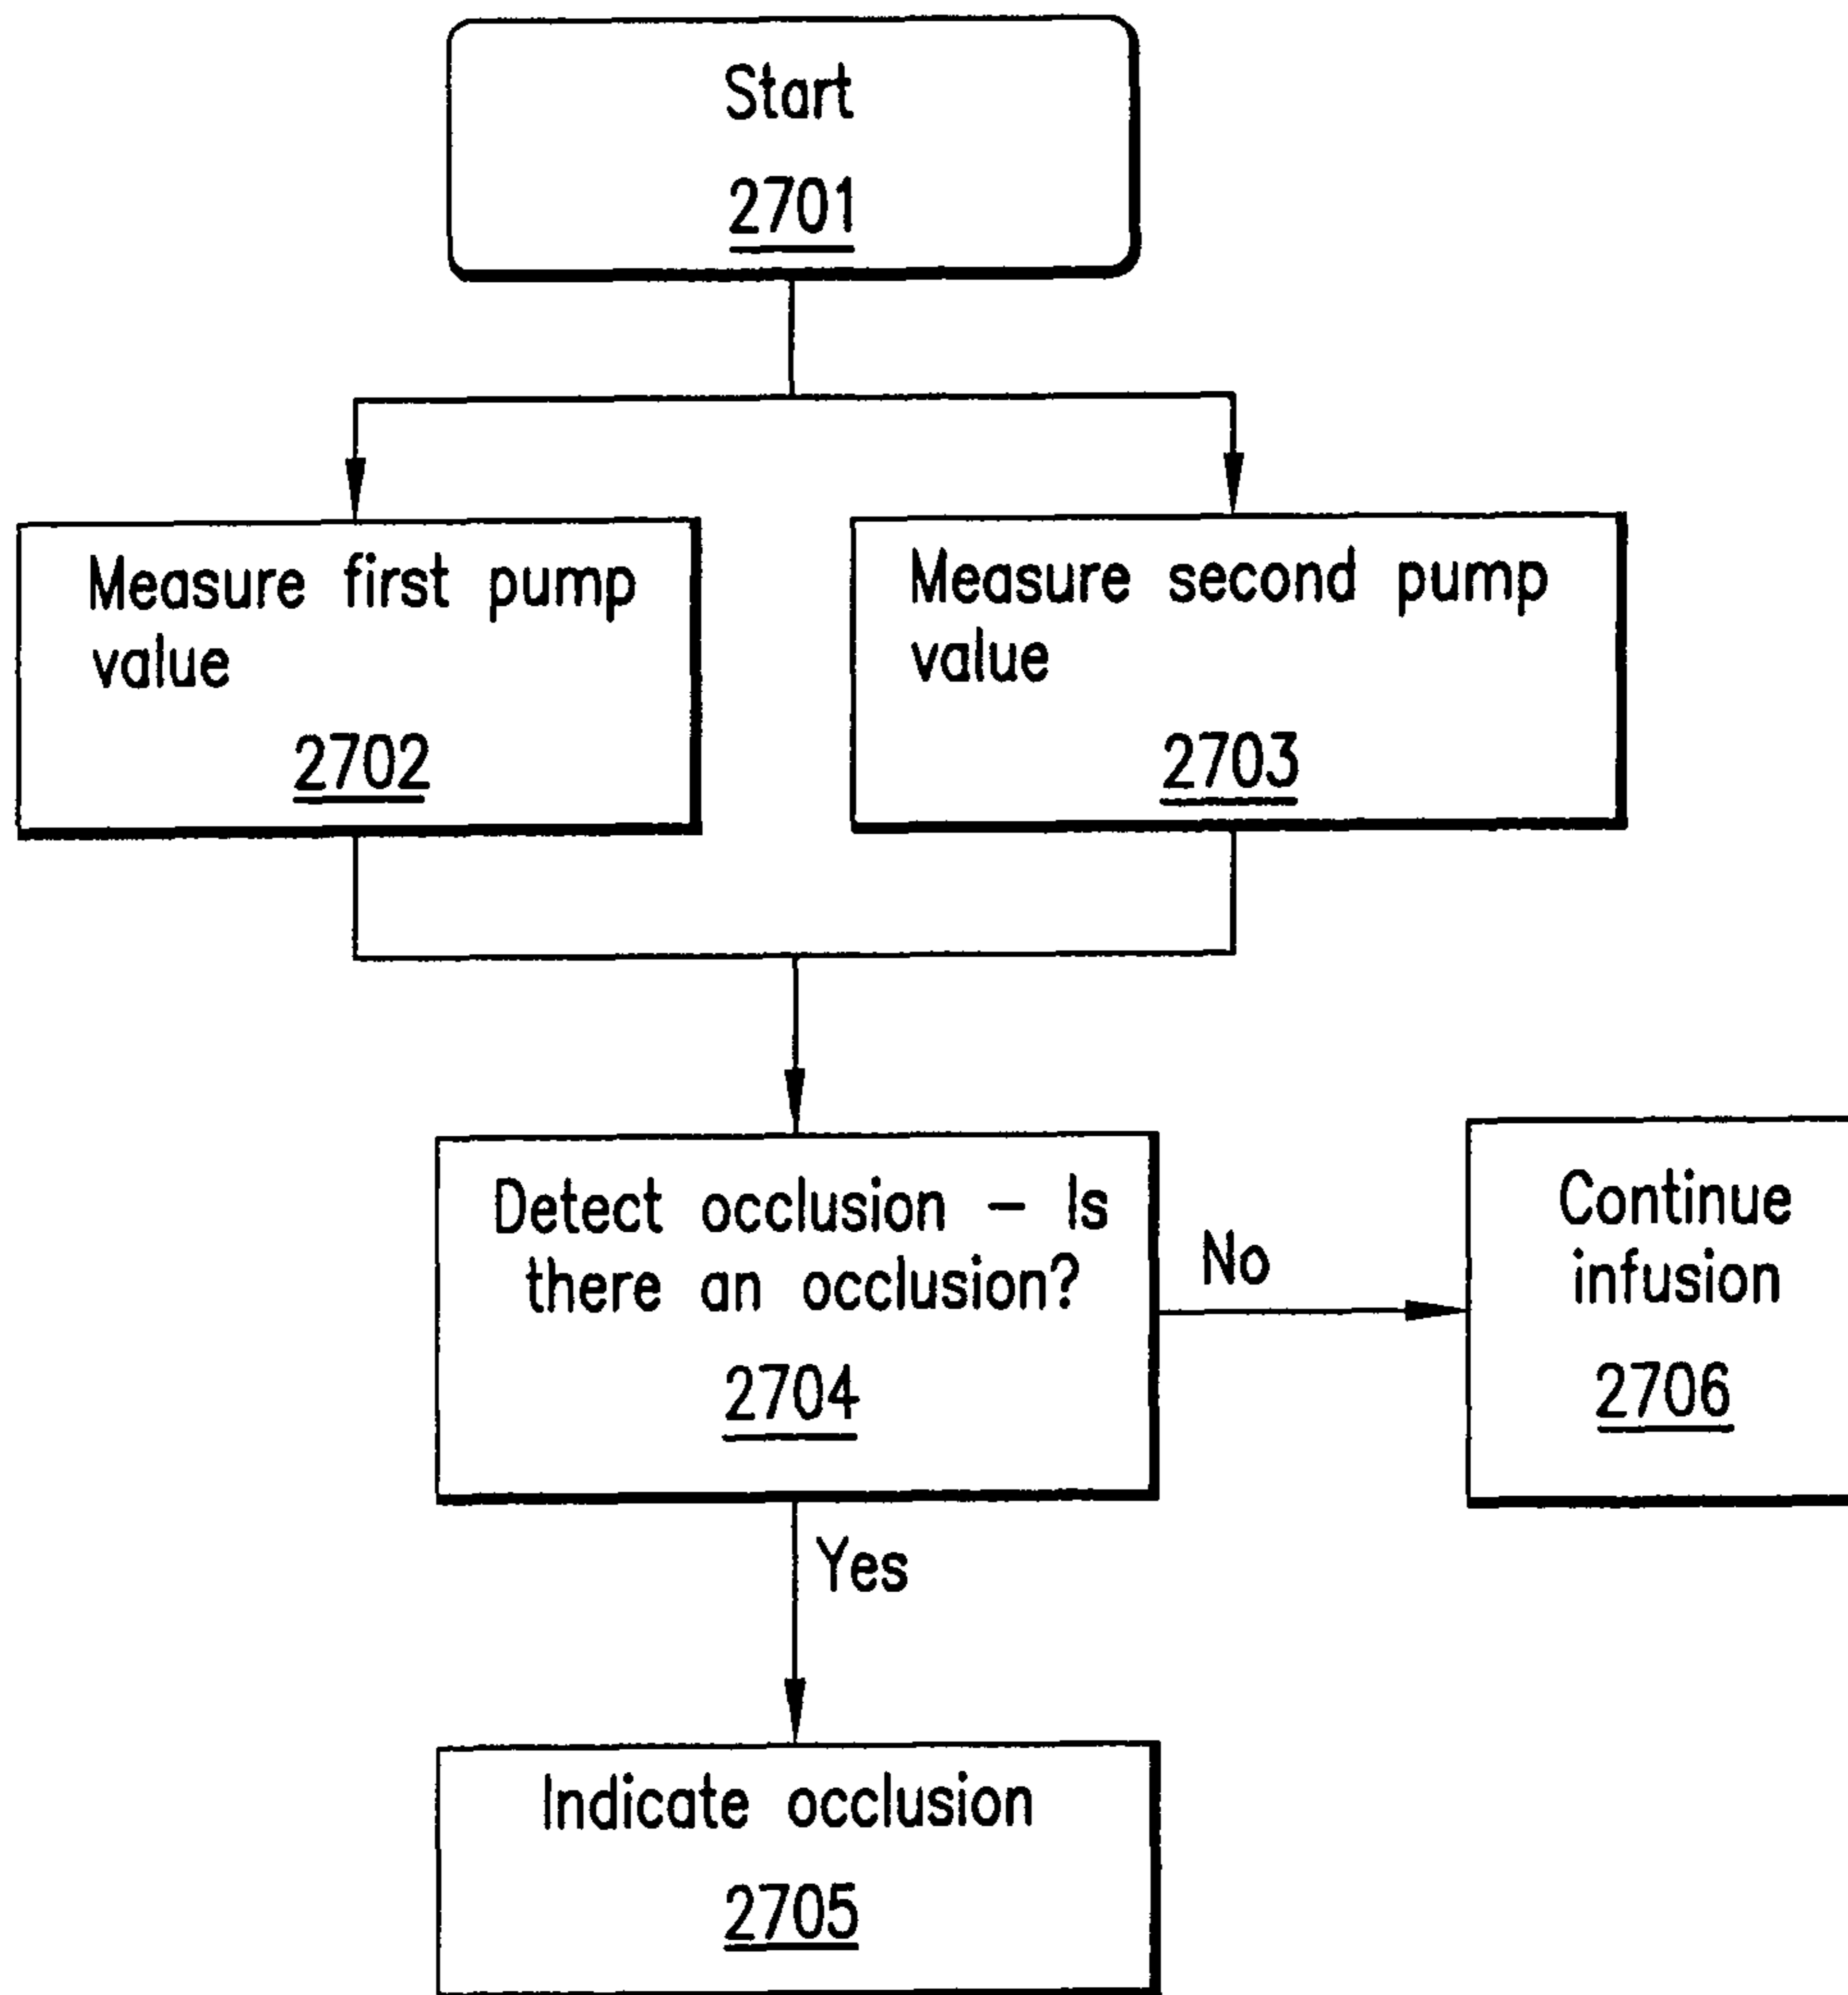 Start
2701
Measure first pump
value
2702
Measure second pump
value
2703
Detect occlusion – Is
there an occlusion?
2704
No
Continue
infusion
2706
Yes
Indicate occlusion
2705